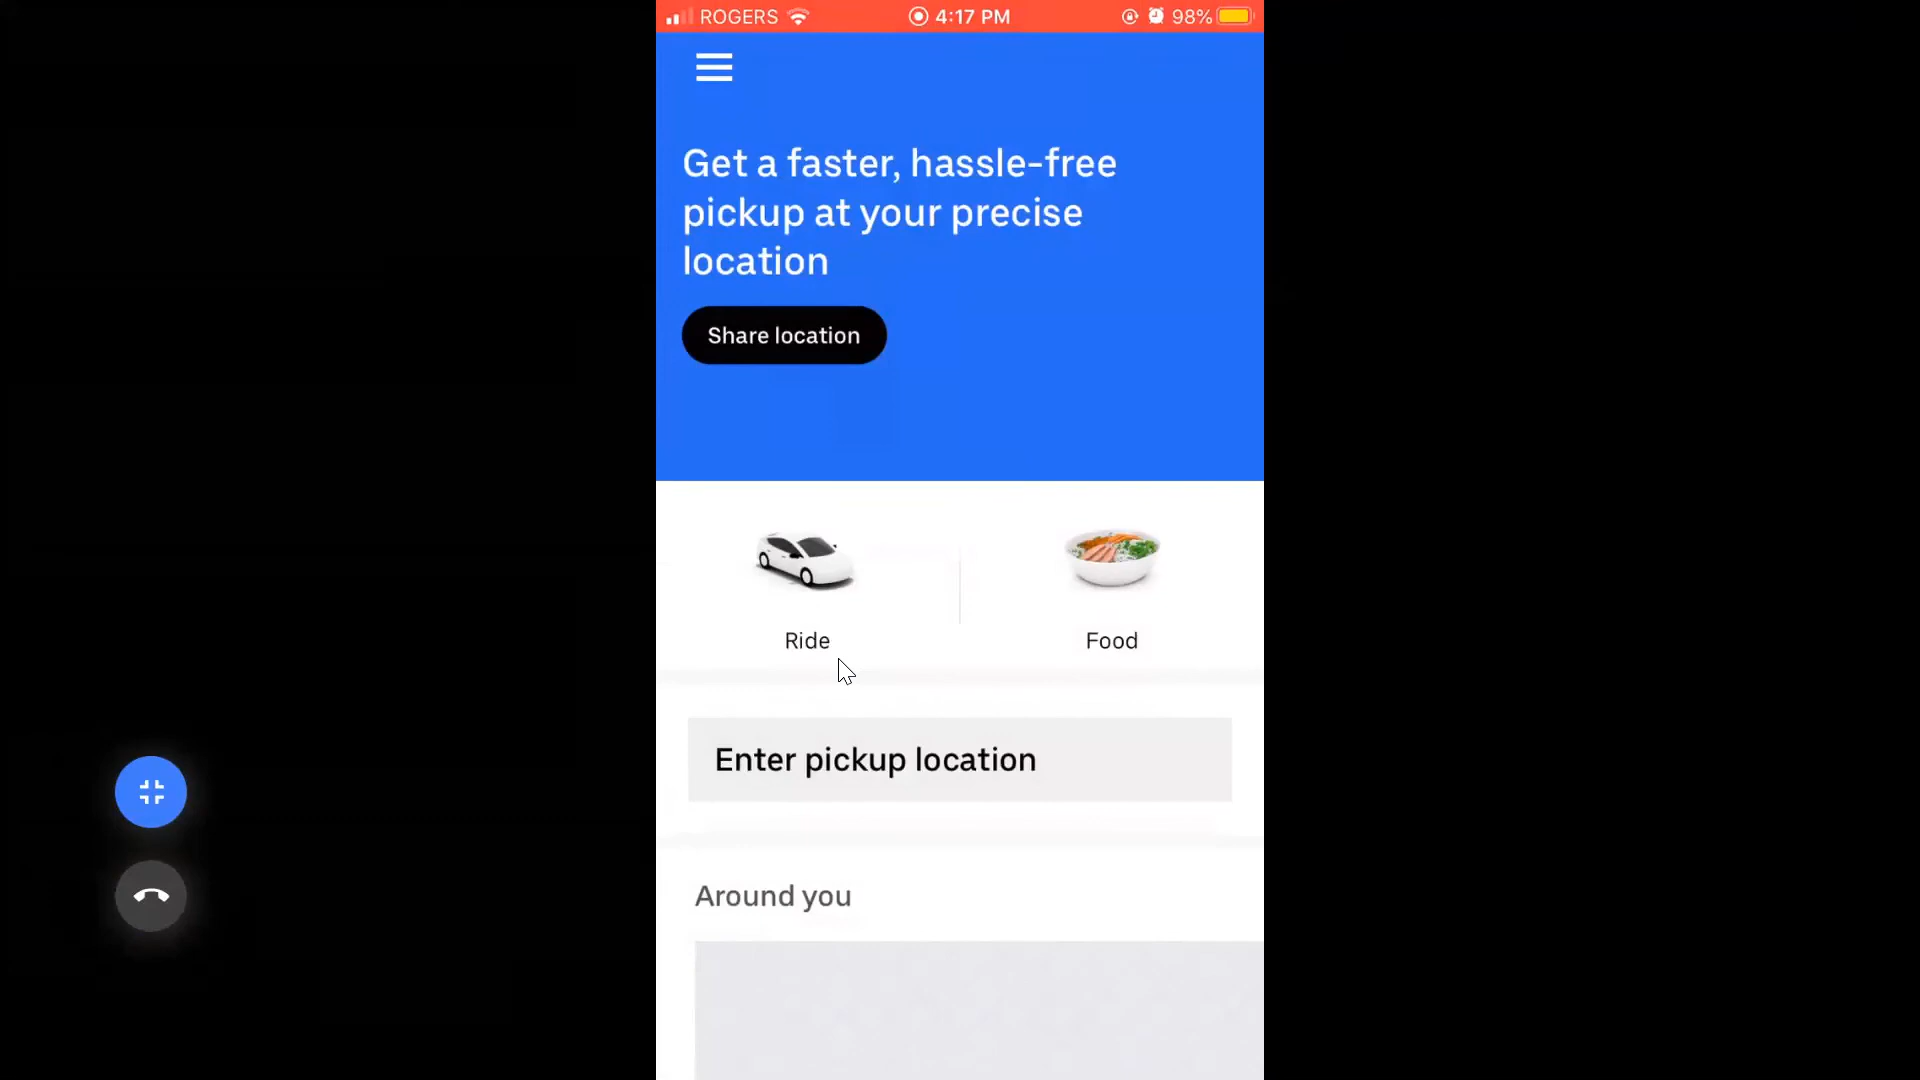 ROGERS 4:17 PM 98%
Get a faster, hassle-free
pickup at your precise
location
Share location
Ride Food
Enter pickup location
Around you